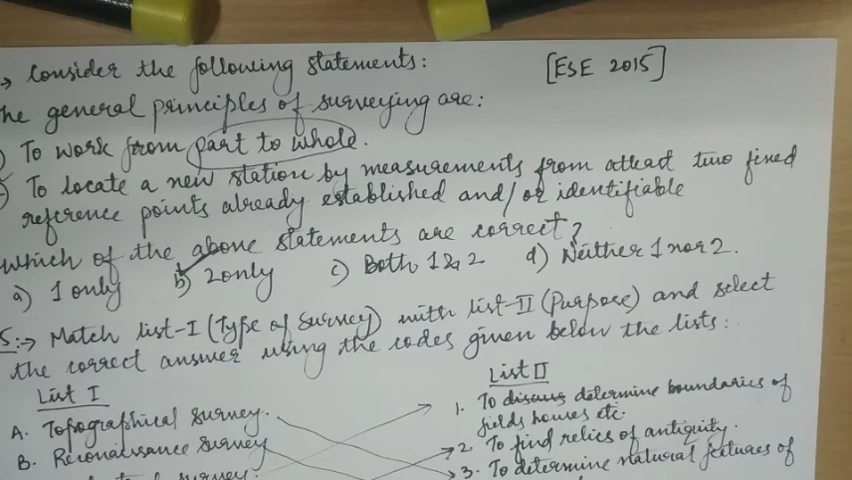 → Consider the following statements: [ESE 2015]
he general principles of surveying are:
) To work from part to whole.
To locate a new station by measurements from atleast two fixed
reference points already established and/or identifiable
which of the above statements are correct?
a) 1 only b) 2 only c) Both 1 & 2 d) Neither 1 nor 2.
5:→ Match list-I (Type of survey) with list-II (Purpose) and select
the correct answer using the codes given below the lists:
List I List II
A. Topographical survey. 1. To determine boundaries of
fields houses etc.
B. Reconaissance survey 2. To find relics of antiquity.
survey. 3. To determine natural features of